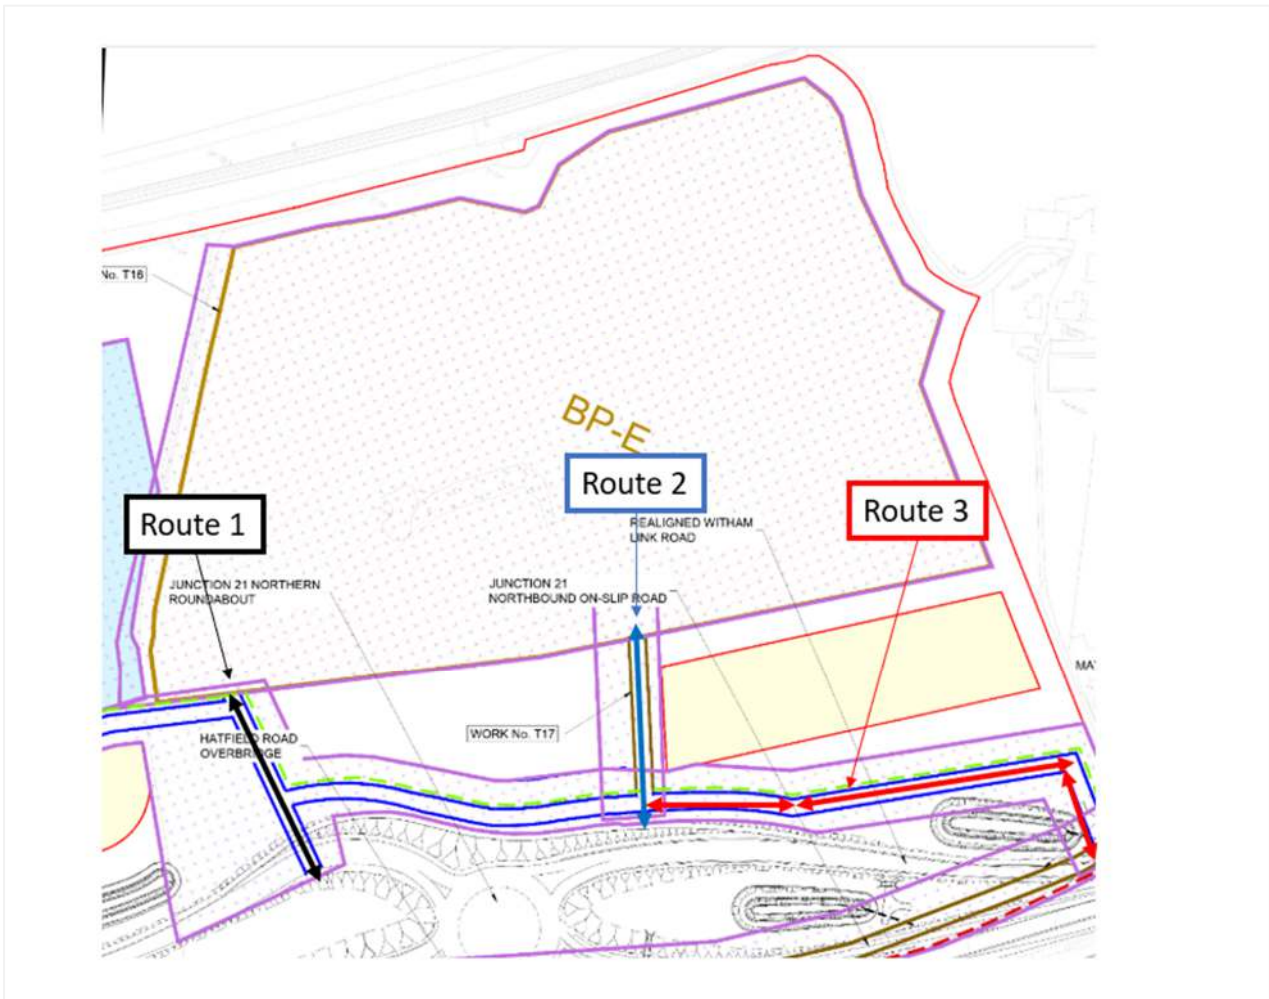 No. T16
BP-E
Route 1
Route 2
Route 3
REALIGNED WITHAM
LINK ROAD
JUNCTION 21 NORTHERN
ROUNDABOUT
JUNCTION 21
NORTHBOUND ON-SLIP ROAD
HATFIELD ROAD
OVERBRIDGE
WORK No. T17